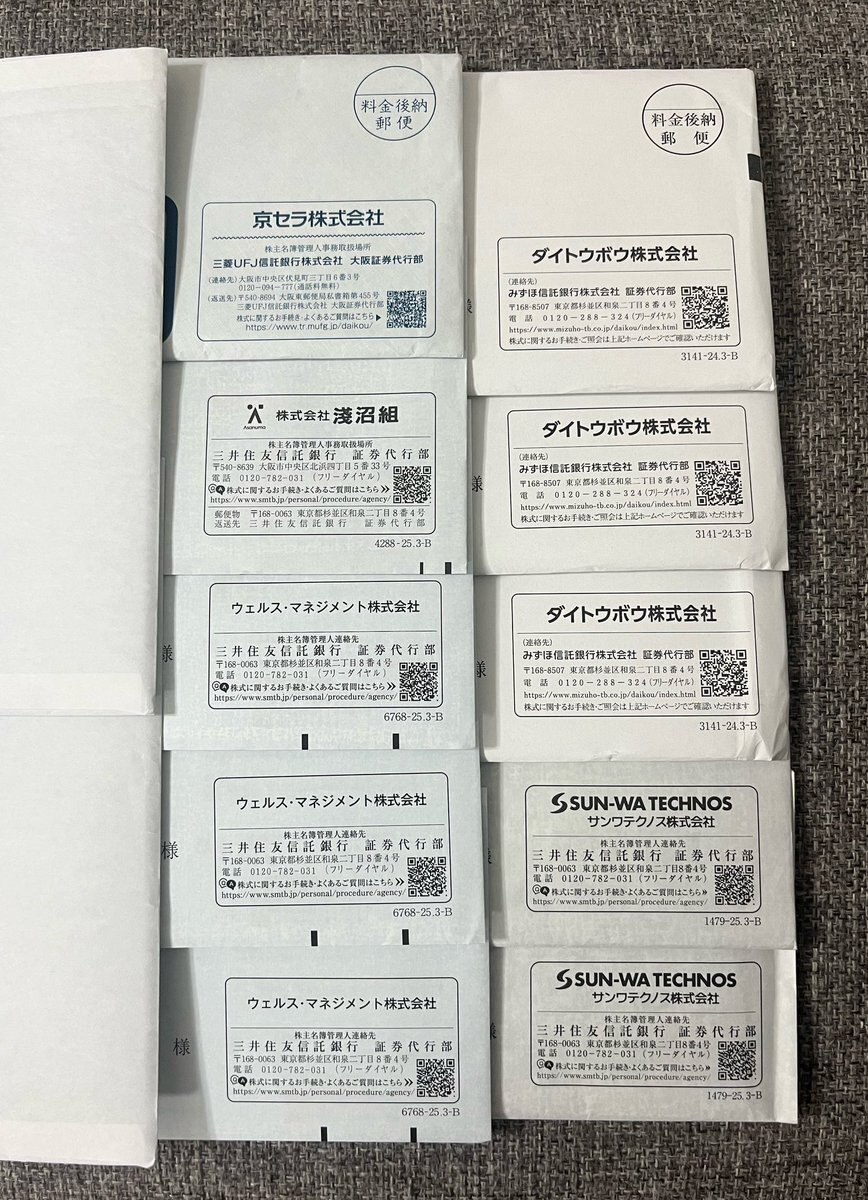 料金後納
郵便
京セラ株式会社
株主名簿管理人事務取扱場所
三菱UFJ信託銀行株式会社 大阪証券代行部
(連絡先)大阪市中央区伏見町三丁目6番3号
0120-094-777(通話料無料)
(返送先)〒540-8694 大阪東郵便局私書箱第455号
三菱UFJ信託銀行株式会社 大阪証券代行部
株式に関するお手続き・よくあるご質問はこちら▶
https://www.tr.mufg.jp/daikou/
Asanuma
株式会社 淺沼組
株主名簿管理人事務取扱場所
三井住友信託銀行 証券代行部
〒540-8639 大阪市中央区北浜四丁目5番33号
電話 0120-782-031 (フリーダイヤル)
QA株式に関するお手続き・よくあるご質問はこちら≫
https://www.smtb.jp/personal/procedure/agency/
郵便物 〒168-0063 東京都杉並区和泉二丁目8番4号
返送先 三井住友信託銀行 証券代行部
4288-25.3-B
様
ウェルス・マネジメント株式会社
株主名簿管理人連絡先
三井住友信託銀行 証券代行部
〒168-0063 東京都杉並区和泉二丁目8番4号
電話 0120-782-031 (フリーダイヤル)
QA株式に関するお手続き・よくあるご質問はこちら≫
https://www.smtb.jp/personal/procedure/agency/
6768-25.3-B
様
ウェルス・マネジメント株式会社
株主名簿管理人連絡先
三井住友信託銀行 証券代行部
〒168-0063 東京都杉並区和泉二丁目8番4号
電話 0120-782-031 (フリーダイヤル)
QA株式に関するお手続き・よくあるご質問はこちら≫
https://www.smtb.jp/personal/procedure/agency/
6768-25.3-B
様
ウェルス・マネジメント株式会社
株主名簿管理人連絡先
三井住友信託銀行 証券代行部
〒168-0063 東京都杉並区和泉二丁目8番4号
電話 0120-782-031 (フリーダイヤル)
QA株式に関するお手続き・よくあるご質問はこちら≫
https://www.smtb.jp/personal/procedure/agency/
6768-25.3-B
料金後納
郵便
ダイトウボウ株式会社
(連絡先)
みずほ信託銀行株式会社 証券代行部
〒168-8507 東京都杉並区和泉二丁目8番4号
電話 0120-288-324(フリーダイヤル)
https://www.mizuho-tb.co.jp/daikou/index.html
株式に関するお手続き・ご照会は上記ホームページでご確認いただけます
3141-24.3-B
様
ダイトウボウ株式会社
(連絡先)
みずほ信託銀行株式会社 証券代行部
〒168-8507 東京都杉並区和泉二丁目8番4号
電話 0120-288-324(フリーダイヤル)
https://www.mizuho-tb.co.jp/daikou/index.html
株式に関するお手続き・ご照会は上記ホームページでご確認いただけます
3141-24.3-B
様
ダイトウボウ株式会社
(連絡先)
みずほ信託銀行株式会社 証券代行部
〒168-8507 東京都杉並区和泉二丁目8番4号
電話 0120-288-324(フリーダイヤル)
https://www.mizuho-tb.co.jp/daikou/index.html
株式に関するお手続き・ご照会は上記ホームページでご確認いただけます
3141-24.3-B
SUN-WA TECHNOS
サンワテクノス株式会社
株主名簿管理人連絡先
三井住友信託銀行 証券代行部
〒168-0063 東京都杉並区和泉二丁目8番4号
電話 0120-782-031 (フリーダイヤル)
QA株式に関するお手続き・よくあるご質問はこちら≫
https://www.smtb.jp/personal/procedure/agency/
1479-25.3-B
SUN-WA TECHNOS
サンワテクノス株式会社
株主名簿管理人連絡先
三井住友信託銀行 証券代行部
〒168-0063 東京都杉並区和泉二丁目8番4号
電話 0120-782-031 (フリーダイヤル)
QA株式に関するお手続き・よくあるご質問はこちら≫
https://www.smtb.jp/personal/procedure/agency/
1479-25.3-B